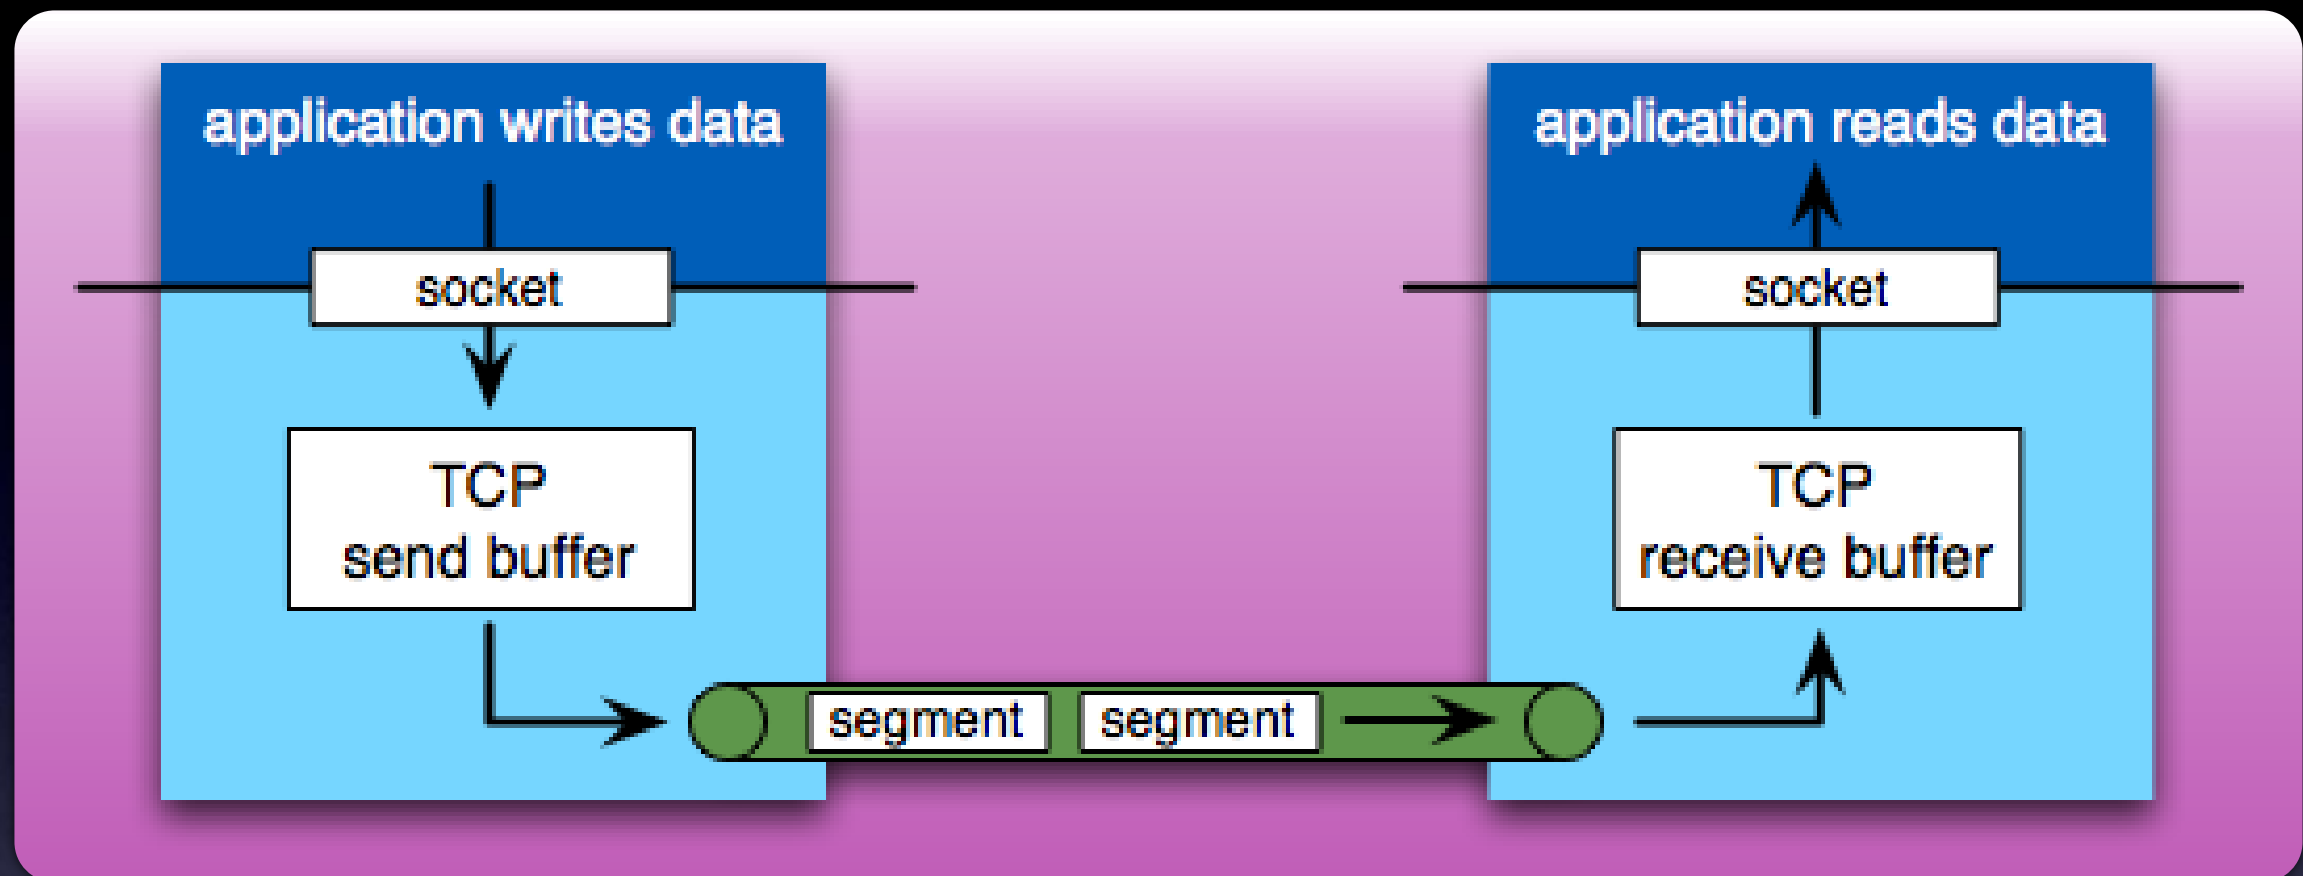 application writes data
application reads data
socket
socket
TCP
send buffer
TCP
receive buffer
segment
segment